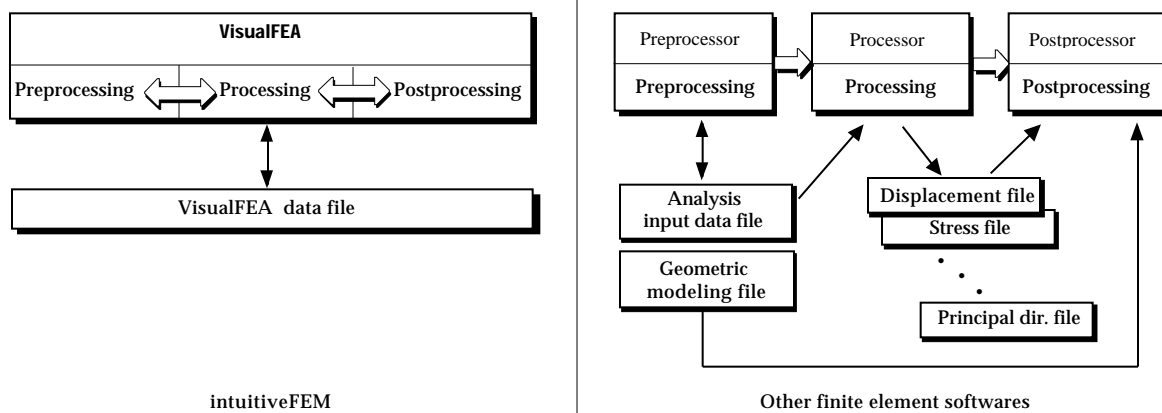 VisualFEA
Preprocessing
Processing
Postprocessing
VisualFEA data file
intuitiveFEM
Preprocessor
Processor
Postprocessor
Preprocessing
Processing
Postprocessing
Analysis
input data file
Geometric
modeling file
Displacement file
Stress file
Principal dir. file
Other finite element softwares